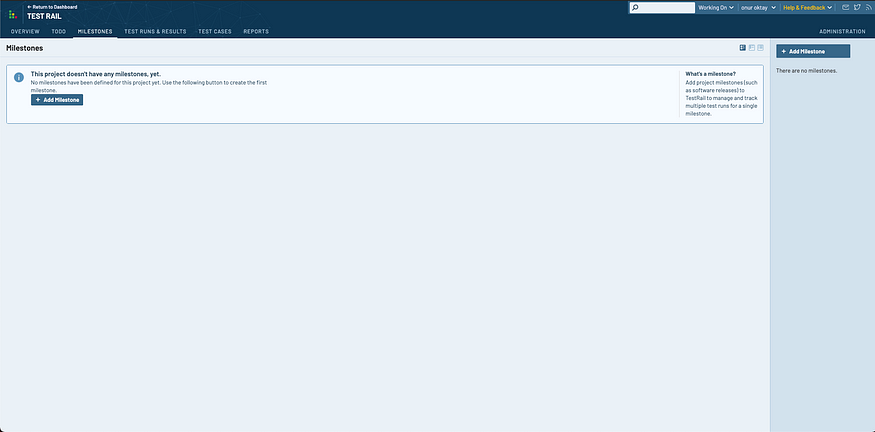 ← Return to Dashboard
TEST RAIL
Working On
onur oktay
Help & Feedback
OVERVIEW TODO MILESTONES TEST RUNS & RESULTS TEST CASES REPORTS ADMINISTRATION
Milestones
+ Add Milestone
There are no milestones.
This project doesn't have any milestones, yet.
No milestones have been defined for this project yet. Use the following button to create the first
milestone.
+ Add Milestone
What's a milestone?
Add project milestones (such
as software releases) to
TestRail to manage and track
multiple test runs for a single
milestone.